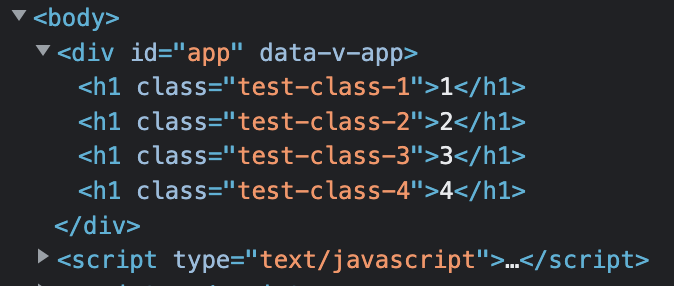 <body>
<div id="app" data-v-app>
<h1 class="test-class-1">1</h1>
<h1 class="test-class-2">2</h1>
<h1 class="test-class-3">3</h1>
<h1 class="test-class-4">4</h1>
</div>
<script type="text/javascript">…</script>